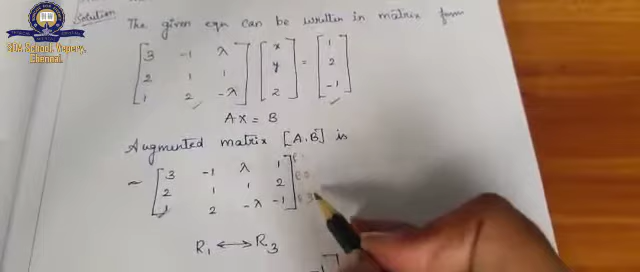 Solution
The given eqn can be written in matrix form
3 -1 λ x 1
2 1 1 y = 2
1 2 -λ z -1
AX = B
Augmented matrix [A,B] is
~ 3 -1 λ 1
2 1 1 2
1 2 -λ -1
R1 ↔ R3
School, Vepery,
Chennai.